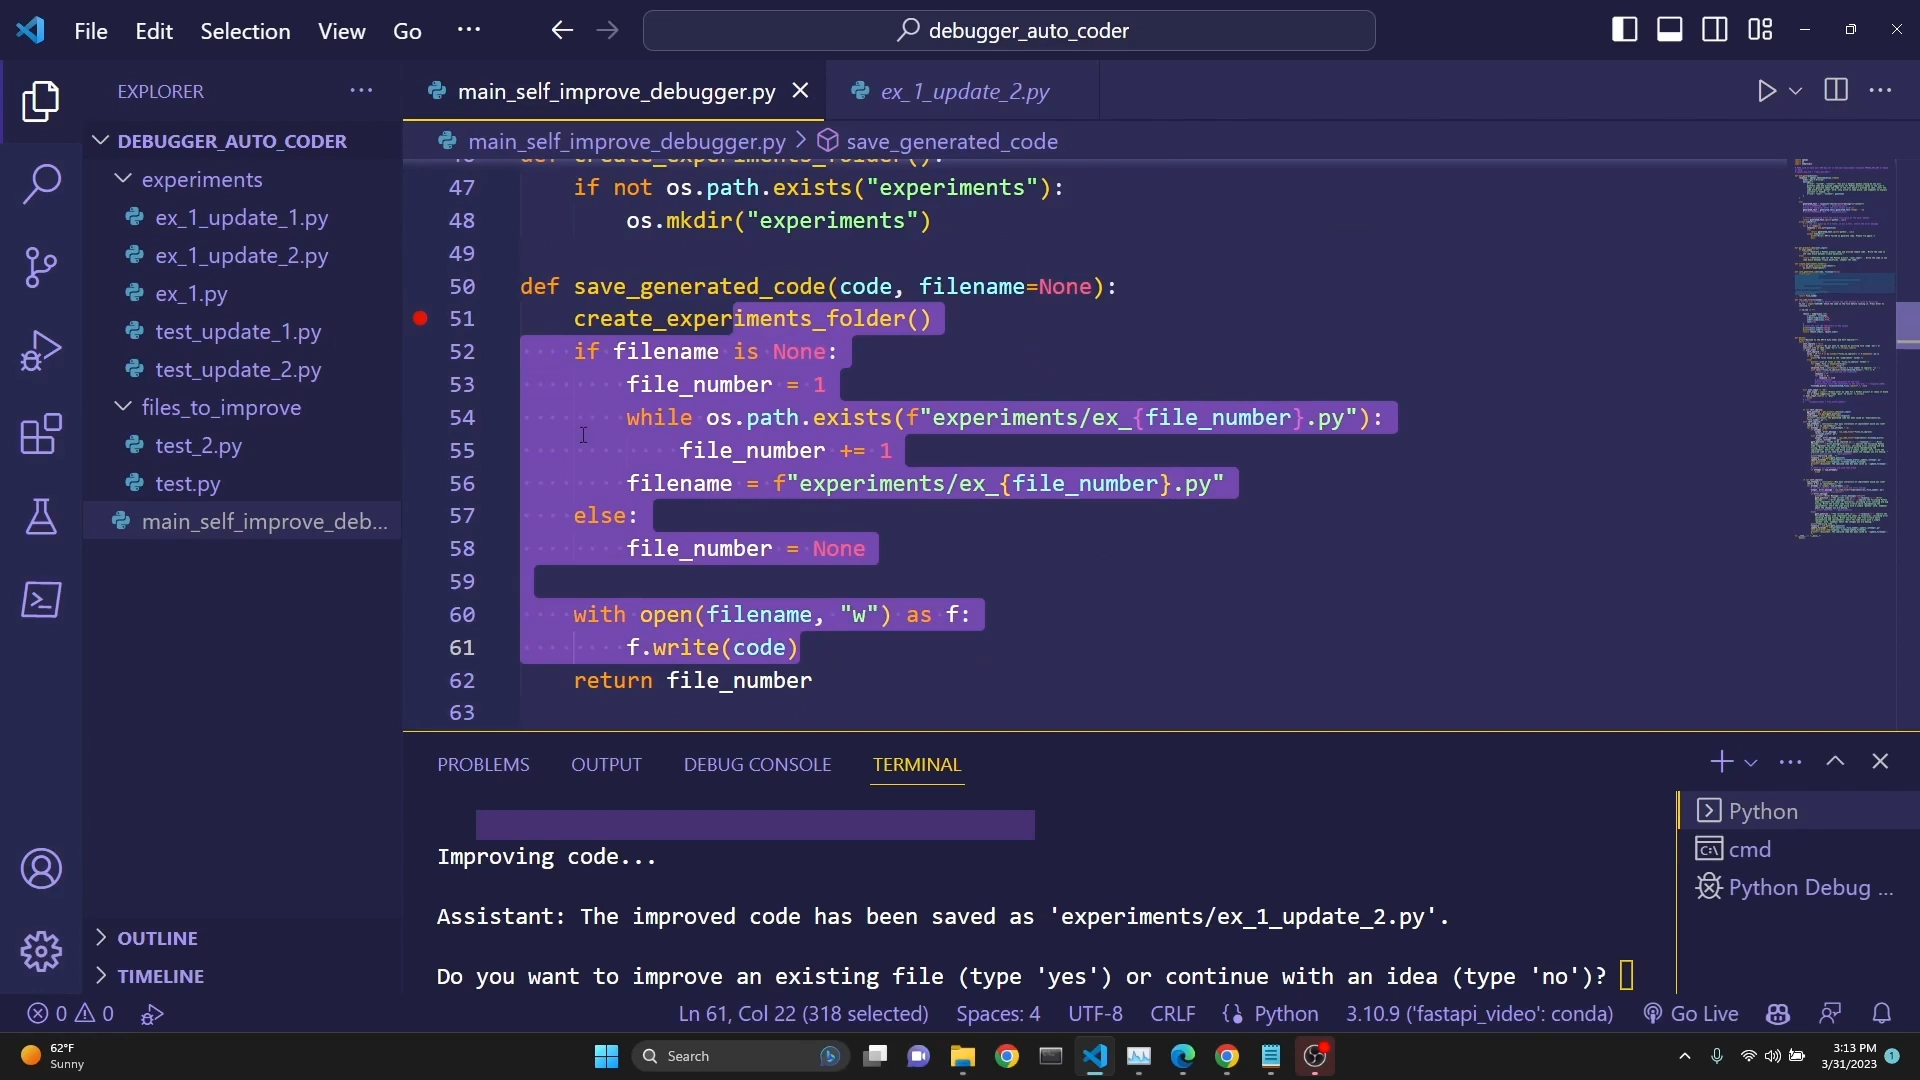 File Edit Selection View Go ··· debugger_auto_coder
EXPLORER ···
main_self_improve_debugger.py ex_1_update_2.py
DEBUGGER_AUTO_CODER
main_self_improve_debugger.py > save_generated_code
experiments
ex_1_update_1.py
ex_1_update_2.py
ex_1.py
test_update_1.py
test_update_2.py
files_to_improve
test_2.py
test.py
main_self_improve_deb...
OUTLINE
TIMELINE
def create_experiments_folder():
47 if not os.path.exists("experiments"):
48 os.mkdir("experiments")
49
50 def save_generated_code(code, filename=None):
51 create_experiments_folder()
52 if filename is None:
53 file_number = 1
54 while os.path.exists(f"experiments/ex_{file_number}.py"):
55 file_number += 1
56 filename = f"experiments/ex_{file_number}.py"
57 else:
58 file_number = None
59
60 with open(filename, "w") as f:
61 f.write(code)
62 return file_number
63
PROBLEMS OUTPUT DEBUG CONSOLE TERMINAL
Improving code...
Assistant: The improved code has been saved as 'experiments/ex_1_update_2.py'.
Do you want to improve an existing file (type 'yes') or continue with an idea (type 'no')?
Python
cmd
Python Debug ...
0 0 Ln 61, Col 22 (318 selected) Spaces: 4 UTF-8 CRLF Python 3.10.9 ('fastapi_video': conda) Go Live
62°F
Sunny
Search
3:13 PM
3/31/2023
1